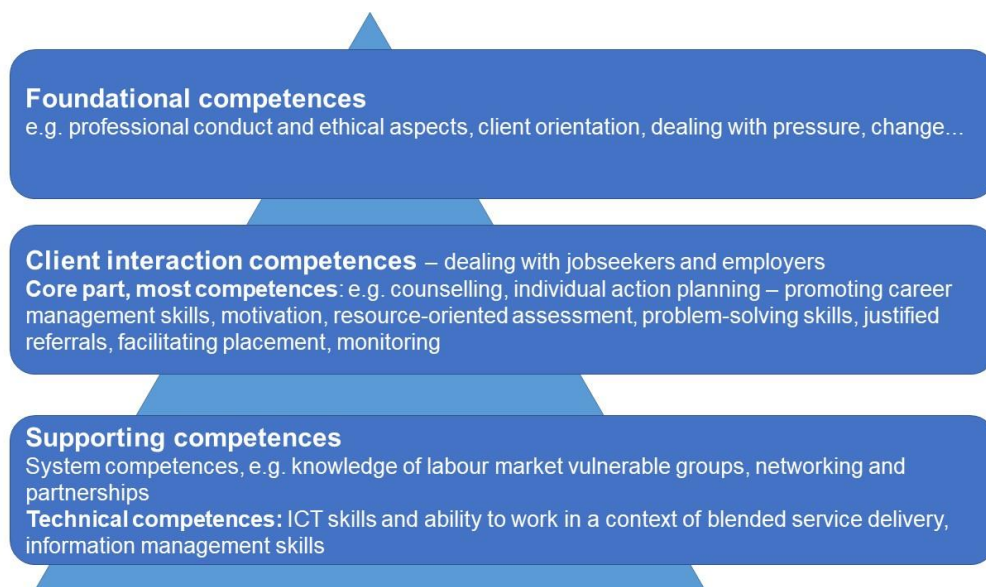 Foundational competences
e.g. professional conduct and ethical aspects, client orientation, dealing with pressure, change...
Client interaction competences – dealing with jobseekers and employers
Core part, most competences: e.g. counselling, individual action planning – promoting career
management skills, motivation, resource-oriented assessment, problem-solving skills, justified
referrals, facilitating placement, monitoring
Supporting competences
System competences, e.g. knowledge of labour market vulnerable groups, networking and
partnerships
Technical competences: ICT skills and ability to work in a context of blended service delivery,
information management skills